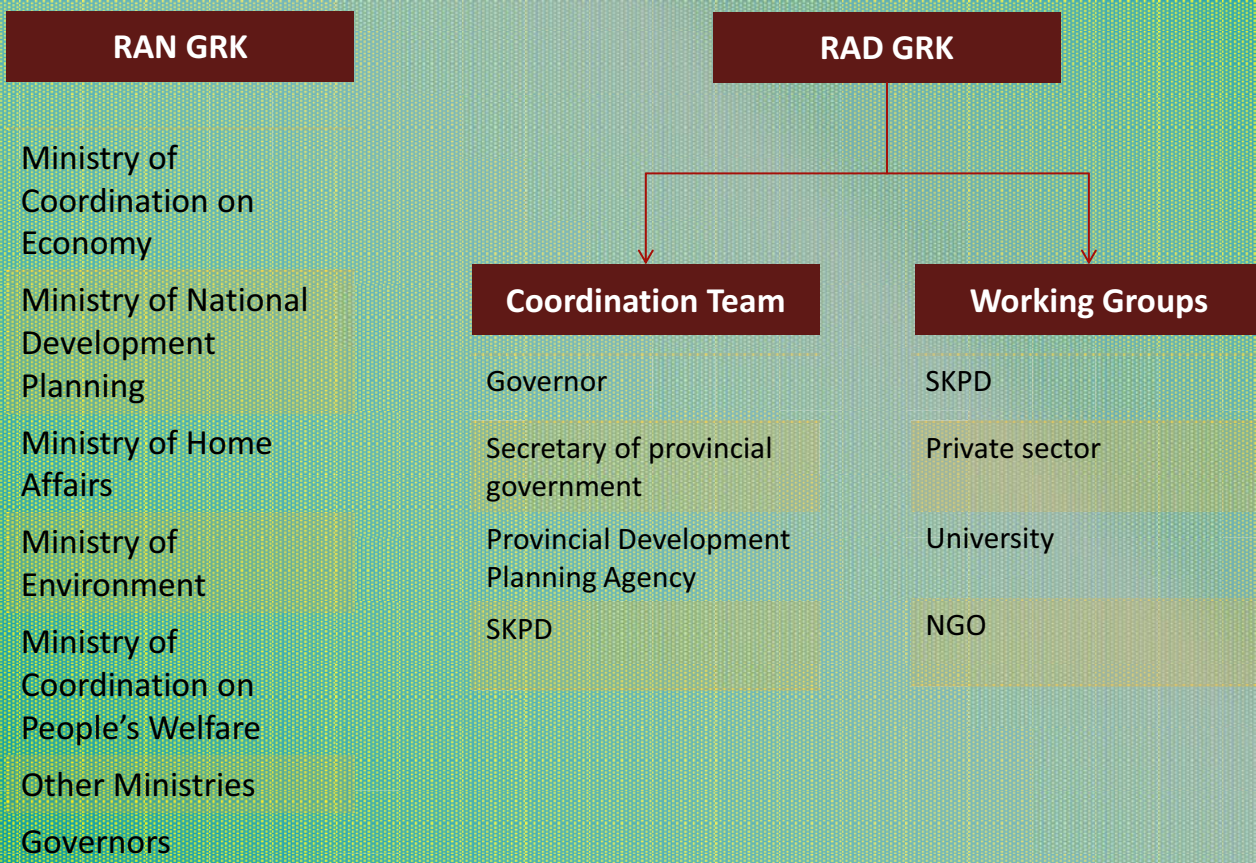 RAN GRK
Ministry of
Coordination on
Economy
Ministry of National
Development
Planning
Ministry of Home
Affairs
Ministry of
Environment
Ministry of
Coordination on
People’s Welfare
Other Ministries
Governors
RAD GRK
Coordination Team
Governor
Secretary of provincial
government
Provincial Development
Planning Agency
SKPD
Working Groups
SKPD
Private sector
University
NGO